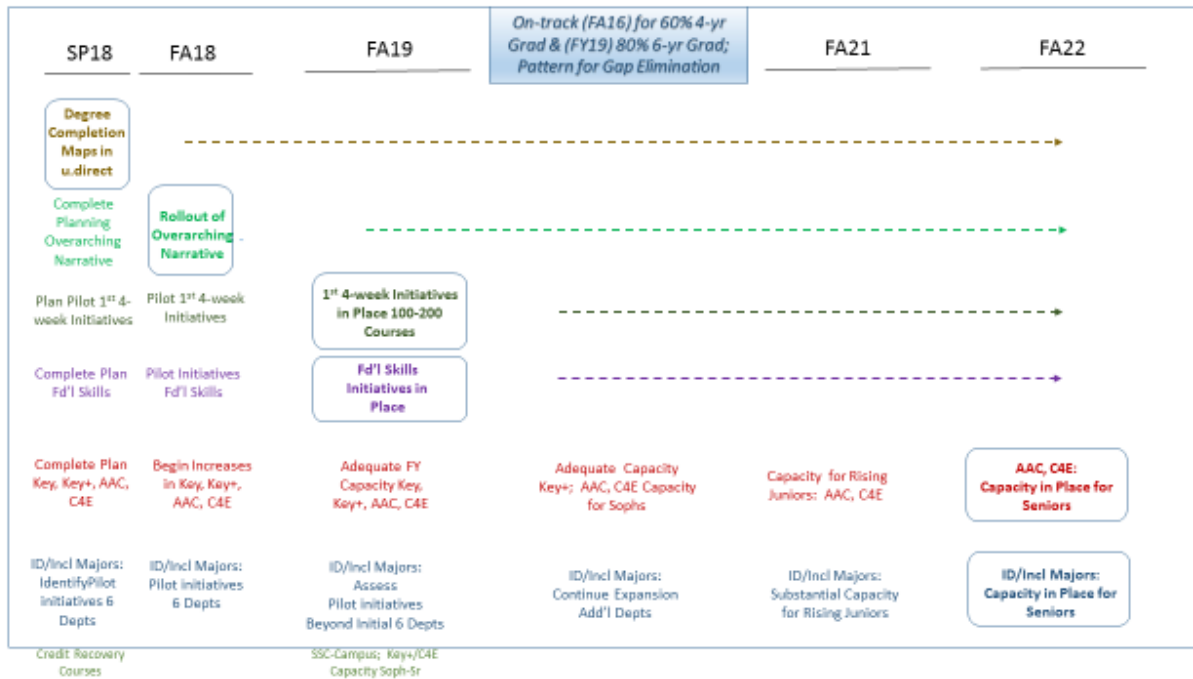 SP18
FA18
FA19
On-track (FA16) for 60% 4-yr
Grad & (FY19) 80% 6-yr Grad;
Pattern for Gap Elimination
FA21
FA22
Degree
Completion
Maps in
u.direct
Complete
Planning
Overarching
Narrative
Rollout of
Overarching
Narrative
Plan Pilot 1st 4-
week Initiatives
Pilot 1st 4-week
Initiatives
1st 4-week Initiatives
in Place 100-200
Courses
Complete Plan
Fd'l Skills
Pilot Initiatives
Fd'l Skills
Fd'l Skills
Initiatives in
Place
Complete Plan
Key, Key+, AAC,
C4E
Begin Increases
in Key, Key+,
AAC, C4E
Adequate FY
Capacity Key,
Key+, AAC, C4E
Adequate Capacity
Key+; AAC, C4E Capacity
for Sophs
Capacity for Rising
Juniors: AAC, C4E
AAC, C4E:
Capacity in Place for
Seniors
ID/Incl Majors:
IdentifyPilot
initiatives 6
Depts
ID/Incl Majors:
Pilot initiatives
6 Depts
ID/Incl Majors:
Assess
Pilot initiatives
Beyond Initial 6 Depts
ID/Incl Majors:
Continue Expansion
Add'l Depts
ID/Incl Majors:
Substantial Capacity
for Rising Juniors
ID/Incl Majors:
Capacity in Place for
Seniors
Credit Recovery
Courses
SSC-Campus; Key+/C4E
Capacity Soph-Sr